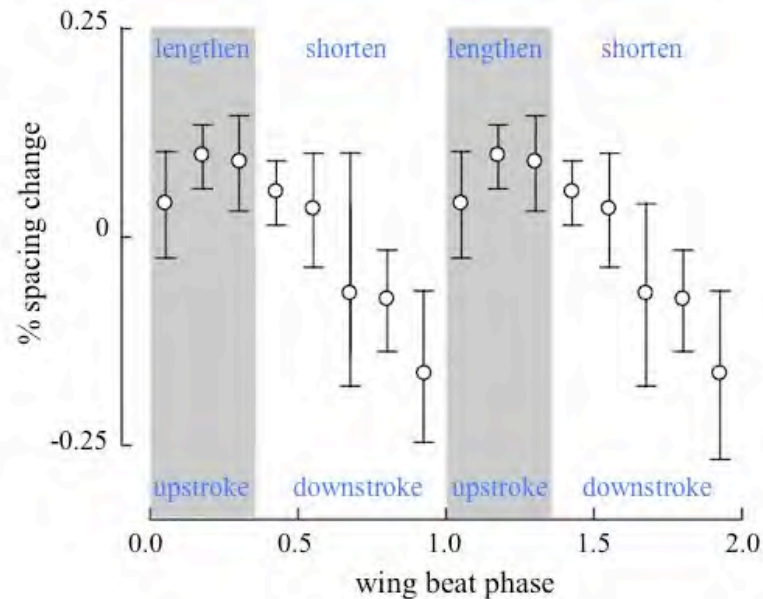 0.25
lengthen shorten lengthen shorten
% spacing change
0
-0.25
upstroke downstroke upstroke downstroke
0.0 0.5 1.0 1.5 2.0
wing beat phase